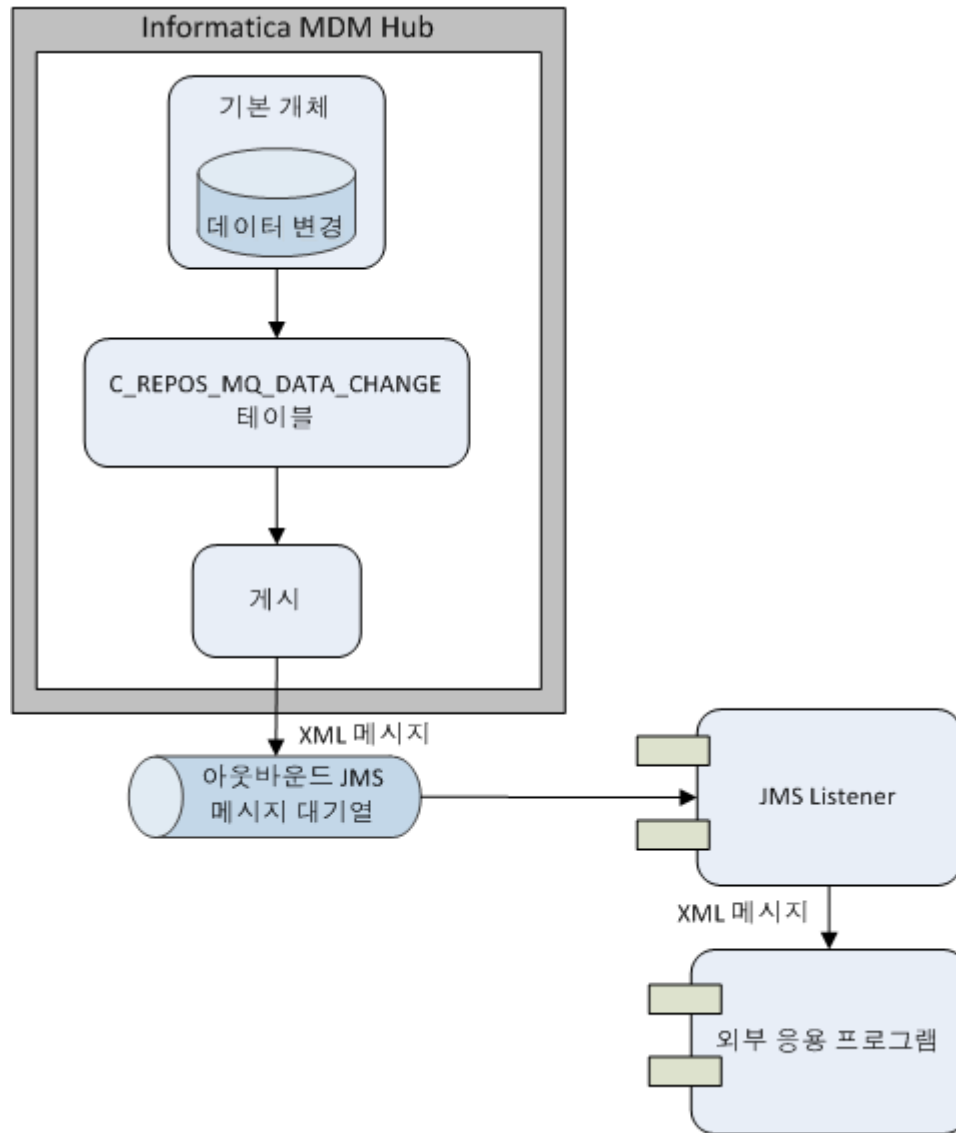 Informatica MDM Hub
기본 개체
데이터 변경
C_REPOS_MQ_DATA_CHANGE
테이블
게시
XML 메시지
아웃바운드 JMS
메시지 대기열
JMS Listener
XML 메시지
외부 응용 프로그램